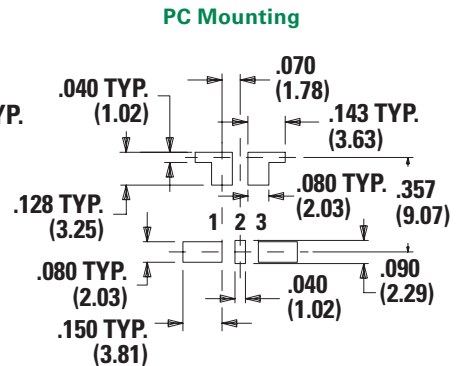 PC Mounting
.070
(1.78)
.040 TYP.
(1.02)
YP.
.143 TYP.
(3.63)
.128 TYP.
(3.25)
.080 TYP.
(2.03)
.357
(9.07)
1 2 3
.080 TYP.
(2.03)
.040
(1.02)
.090
(2.29)
.150 TYP.
(3.81)